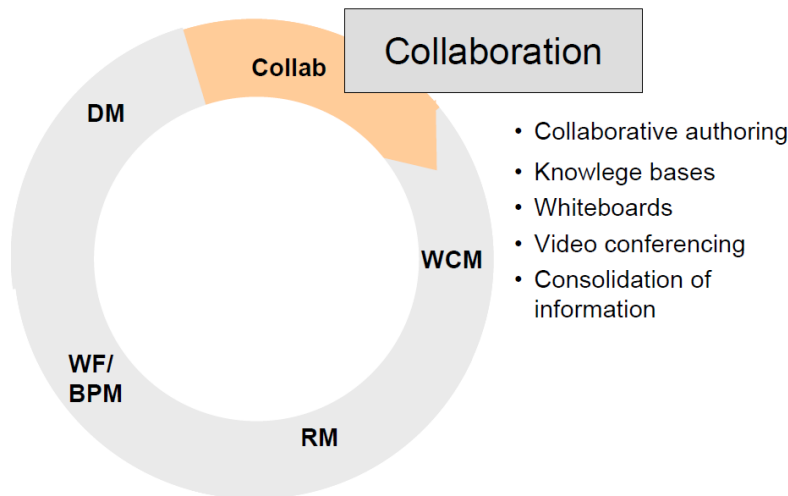 Collaboration
Collab
DM
• Collaborative authoring
• Knowlege bases
• Whiteboards
• Video conferencing
• Consolidation of
information
WCM
WF/
BPM
RM